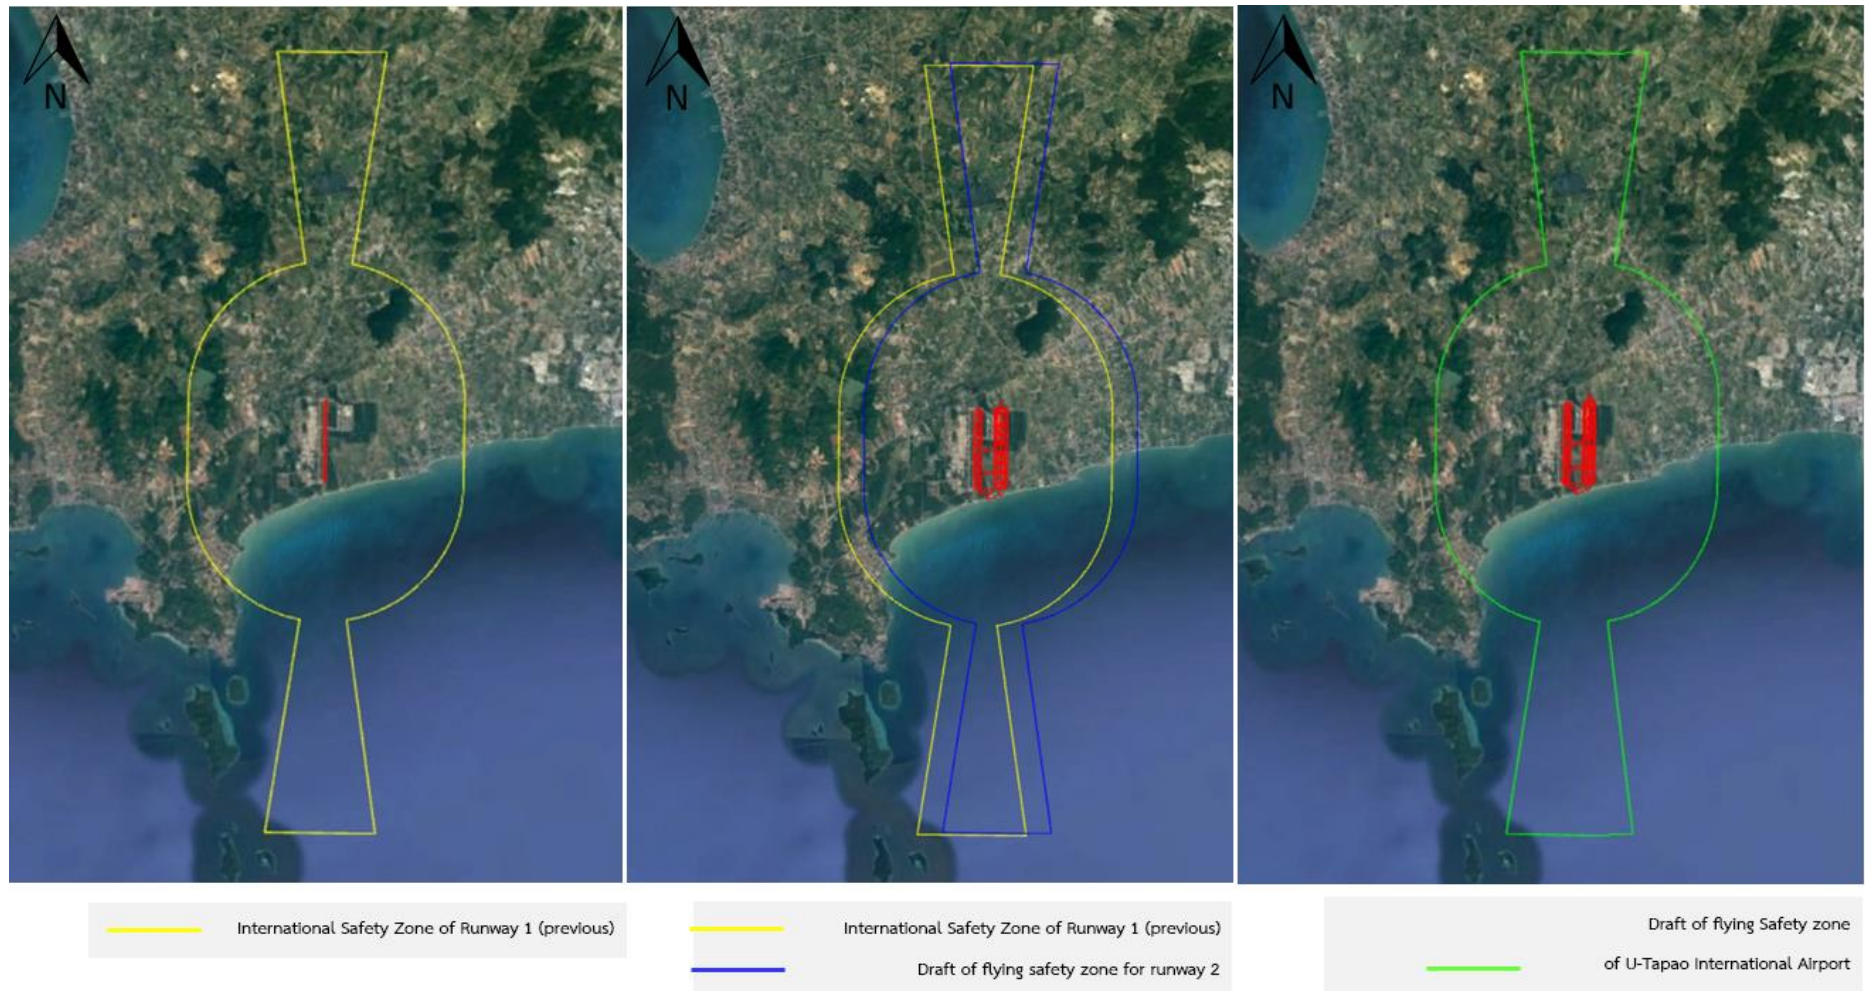 N
N
N
International Safety Zone of Runway 1 (previous)
International Safety Zone of Runway 1 (previous)
Draft of flying safety zone for runway 2
Draft of flying Safety zone
of U-Tapao International Airport